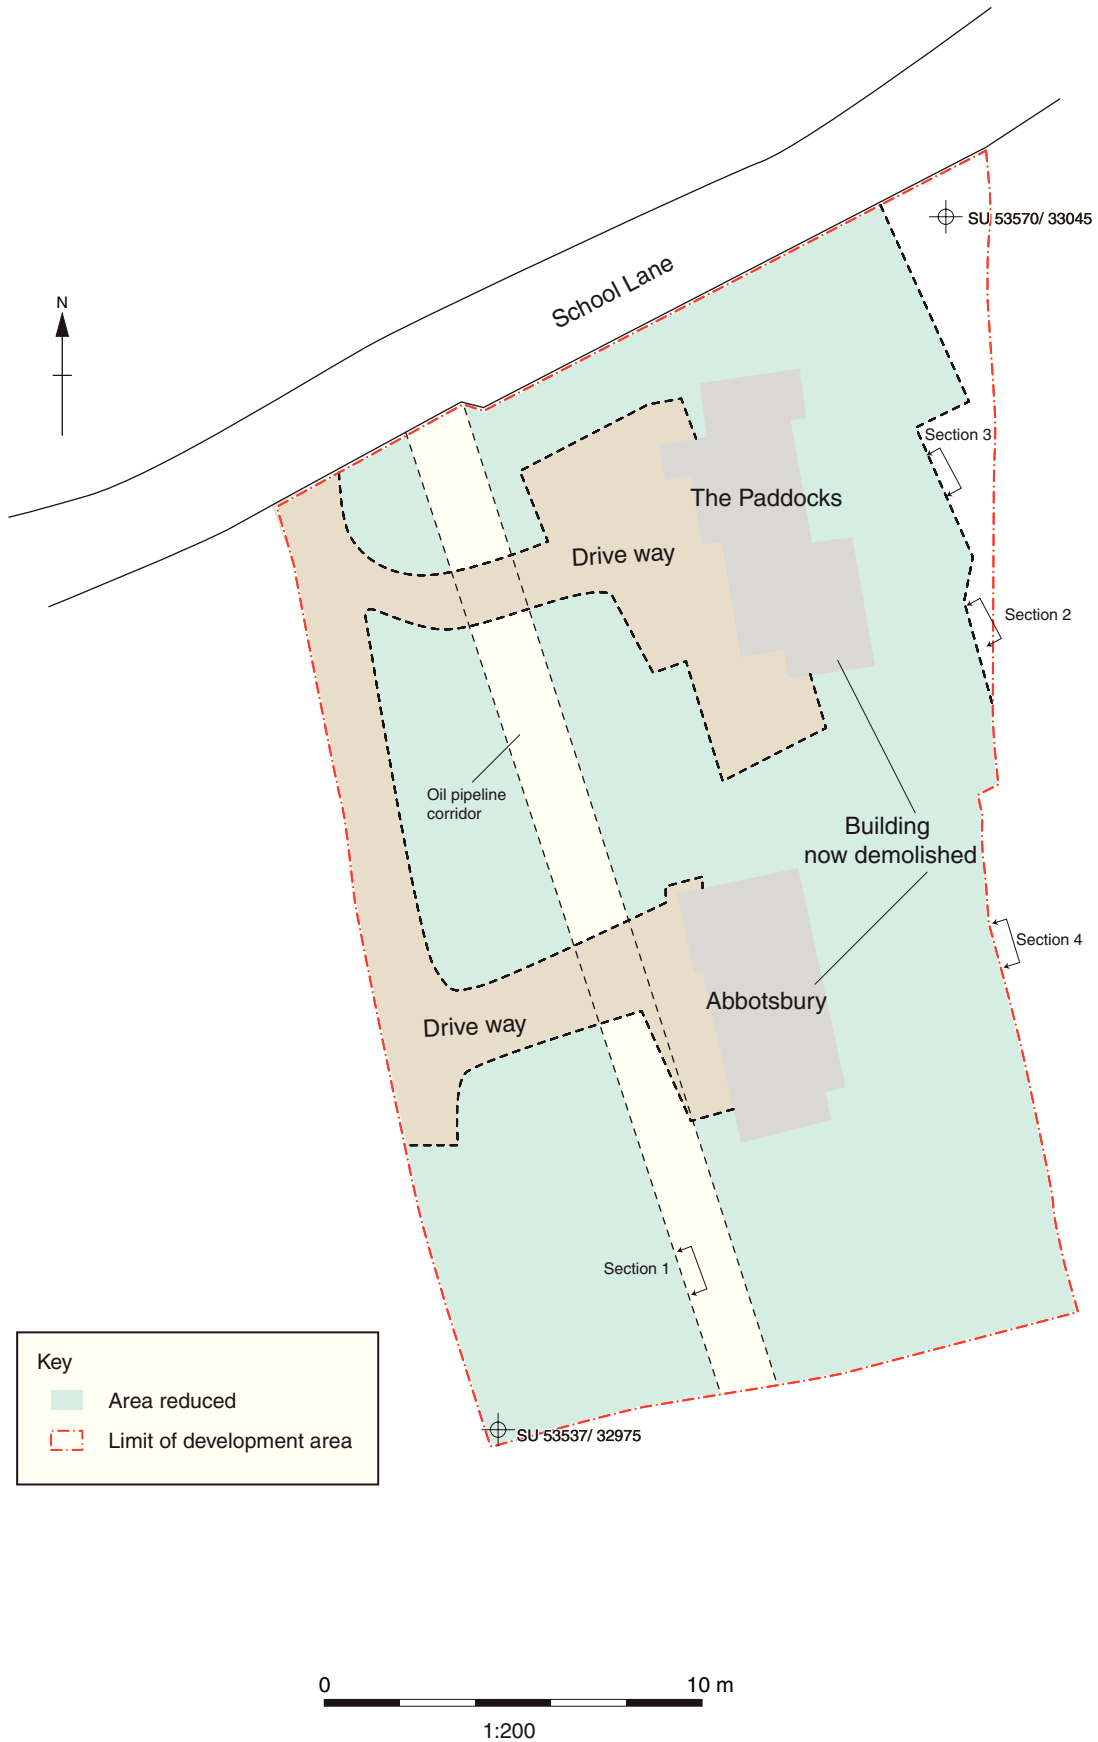 SU 53570/ 33045
School Lane
N
Section 3
The Paddocks
Drive way
Section 2
Oil pipeline
corridor
Building
now demolished
Section 4
Abbotsbury
Drive way
Section 1
Key
Area reduced
Limit of development area
SU 53537/ 32975
0 10 m
1:200